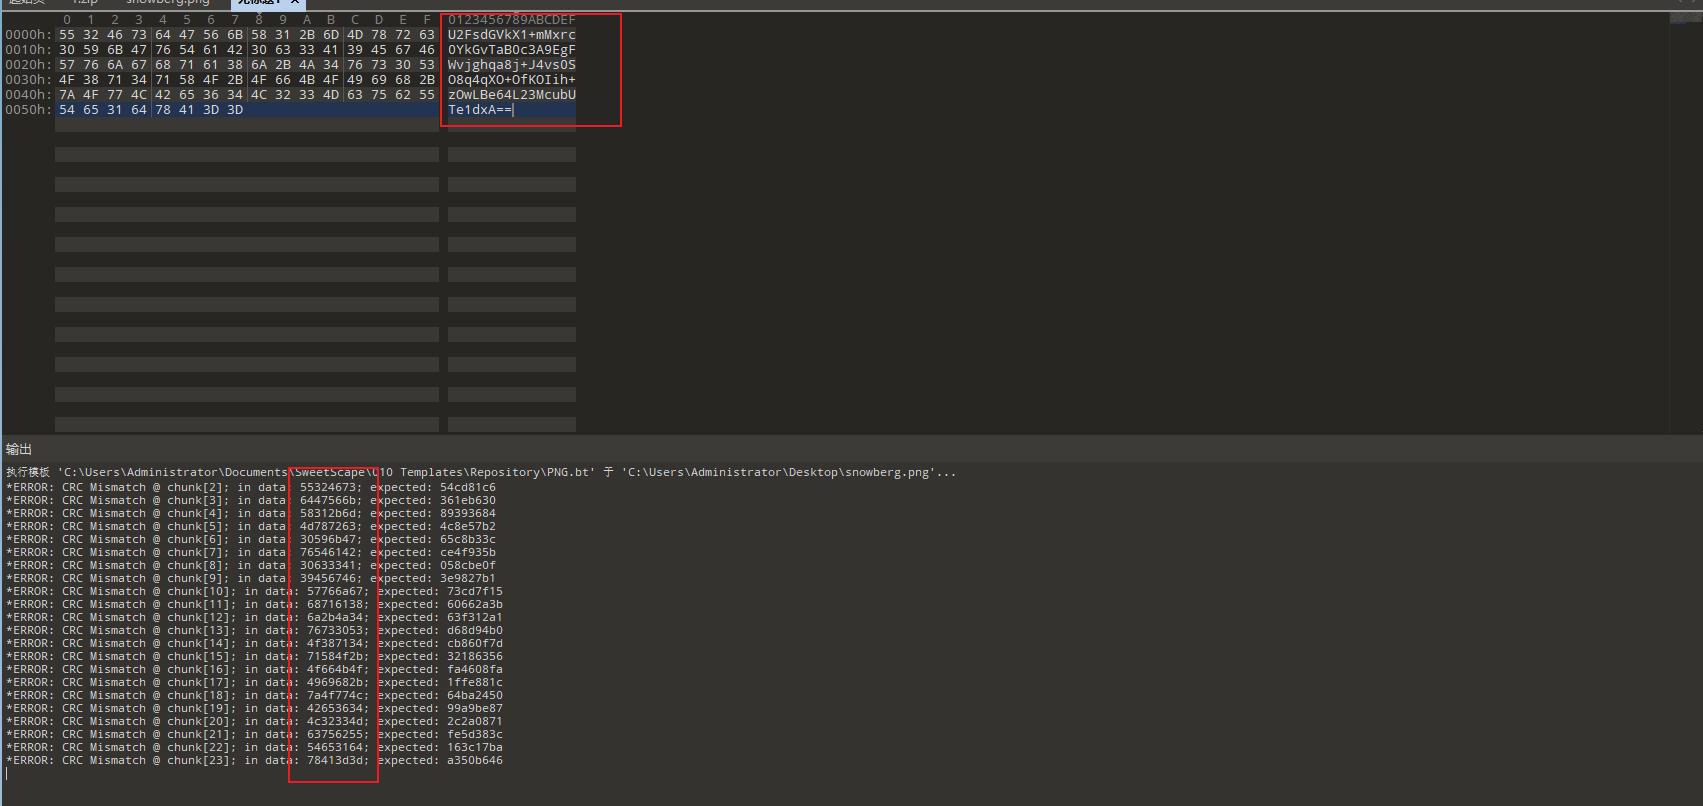 1.zip snowberg.png
0 1 2 3 4 5 6 7 8 9 A B C D E F 0123456789ABCDEF
0000h: 55 32 46 73 64 47 56 6B 58 31 2B 6D 4D 78 72 63 U2FsdGVkX1+mMxrc
0010h: 30 59 6B 47 76 54 61 42 30 63 33 41 39 45 67 46 0YkGvTaB0c3A9EgF
0020h: 57 76 6A 67 68 71 61 38 6A 2B 4A 34 76 73 30 53 Wvjghqa8j+J4vs0S
0030h: 4F 38 71 34 71 58 4F 2B 4F 66 4B 4F 49 69 68 2B O8q4qXO+OfKOIih+
0040h: 7A 4F 77 4C 42 65 36 34 4C 32 33 4D 63 75 62 55 zOwLBe64L23McubU
0050h: 54 65 31 64 78 41 3D 3D Te1dxA==
输出
执行模板 'C:\Users\Administrator\Documents\SweetScape\010 Templates\Repository\PNG.bt' 于 'C:\Users\Administrator\Desktop\snowberg.png'...
*ERROR: CRC Mismatch @ chunk[2]; in data: 55324673; expected: 54cd81c6
*ERROR: CRC Mismatch @ chunk[3]; in data: 6447566b; expected: 361eb630
*ERROR: CRC Mismatch @ chunk[4]; in data: 58312b6d; expected: 89393684
*ERROR: CRC Mismatch @ chunk[5]; in data: 4d787263; expected: 4c8e57b2
*ERROR: CRC Mismatch @ chunk[6]; in data: 30596b47; expected: 65c8b33c
*ERROR: CRC Mismatch @ chunk[7]; in data: 76546142; expected: ce4f935b
*ERROR: CRC Mismatch @ chunk[8]; in data: 30633341; expected: 058cbe0f
*ERROR: CRC Mismatch @ chunk[9]; in data: 39456746; expected: 3e9827b1
*ERROR: CRC Mismatch @ chunk[10]; in data: 57766a67; expected: 73cd7f15
*ERROR: CRC Mismatch @ chunk[11]; in data: 68716138; expected: 60662a3b
*ERROR: CRC Mismatch @ chunk[12]; in data: 6a2b4a34; expected: 63f312a1
*ERROR: CRC Mismatch @ chunk[13]; in data: 76733053; expected: d68d94b0
*ERROR: CRC Mismatch @ chunk[14]; in data: 4f387134; expected: cb860f7d
*ERROR: CRC Mismatch @ chunk[15]; in data: 71584f2b; expected: 32186356
*ERROR: CRC Mismatch @ chunk[16]; in data: 4f664b4f; expected: fa4608fa
*ERROR: CRC Mismatch @ chunk[17]; in data: 4969682b; expected: 1ffe881c
*ERROR: CRC Mismatch @ chunk[18]; in data: 7a4f774c; expected: 64ba2450
*ERROR: CRC Mismatch @ chunk[19]; in data: 42653634; expected: 99a9be87
*ERROR: CRC Mismatch @ chunk[20]; in data: 4c32334d; expected: 2c2a0871
*ERROR: CRC Mismatch @ chunk[21]; in data: 63756255; expected: fe5d383c
*ERROR: CRC Mismatch @ chunk[22]; in data: 54653164; expected: 163c17ba
*ERROR: CRC Mismatch @ chunk[23]; in data: 78413d3d; expected: a350b646